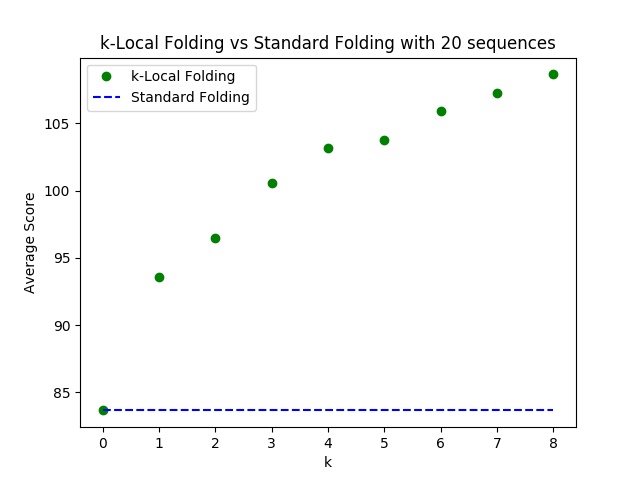 k-Local Folding vs Standard Folding with 20 sequences
k-Local Folding
Standard Folding
Average Score
105
100
95
90
85
0 1 2 3 4 5 6 7 8
k